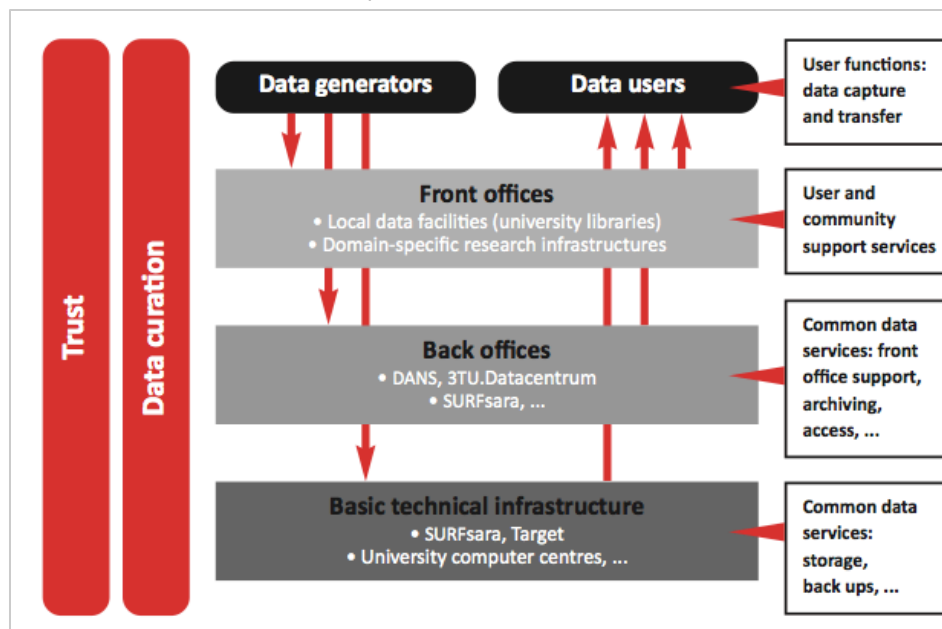 Trust
Data curation
Data generators
Data users
User functions:
data capture
and transfer
Front offices
• Local data facilities (university libraries)
• Domain-specific research infrastructures
User and
community
support services
Back offices
• DANS, 3TU.Datacentrum
• SURFsara, ...
Common data
services: front
office support,
archiving,
access, ...
Basic technical infrastructure
• SURFsara, Target
• University computer centres, ...
Common data
services:
storage,
back ups, ...